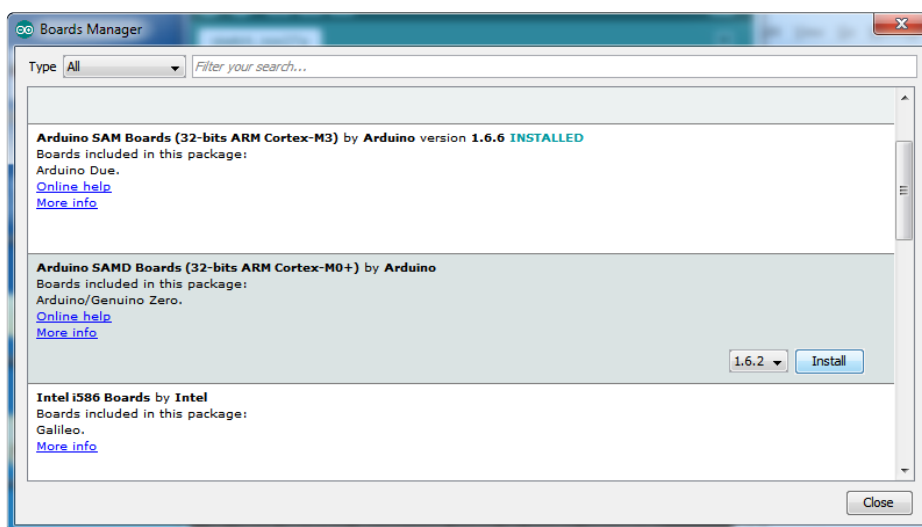 Boards Manager
Type All Filter your search...
Arduino SAM Boards (32-bits ARM Cortex-M3) by Arduino version 1.6.6 INSTALLED
Boards included in this package:
Arduino Due.
Online help
More info
Arduino SAMD Boards (32-bits ARM Cortex-M0+) by Arduino
Boards included in this package:
Arduino/Genuino Zero.
Online help
More info
1.6.2 Install
Intel i586 Boards by Intel
Boards included in this package:
Galileo.
More info
Close